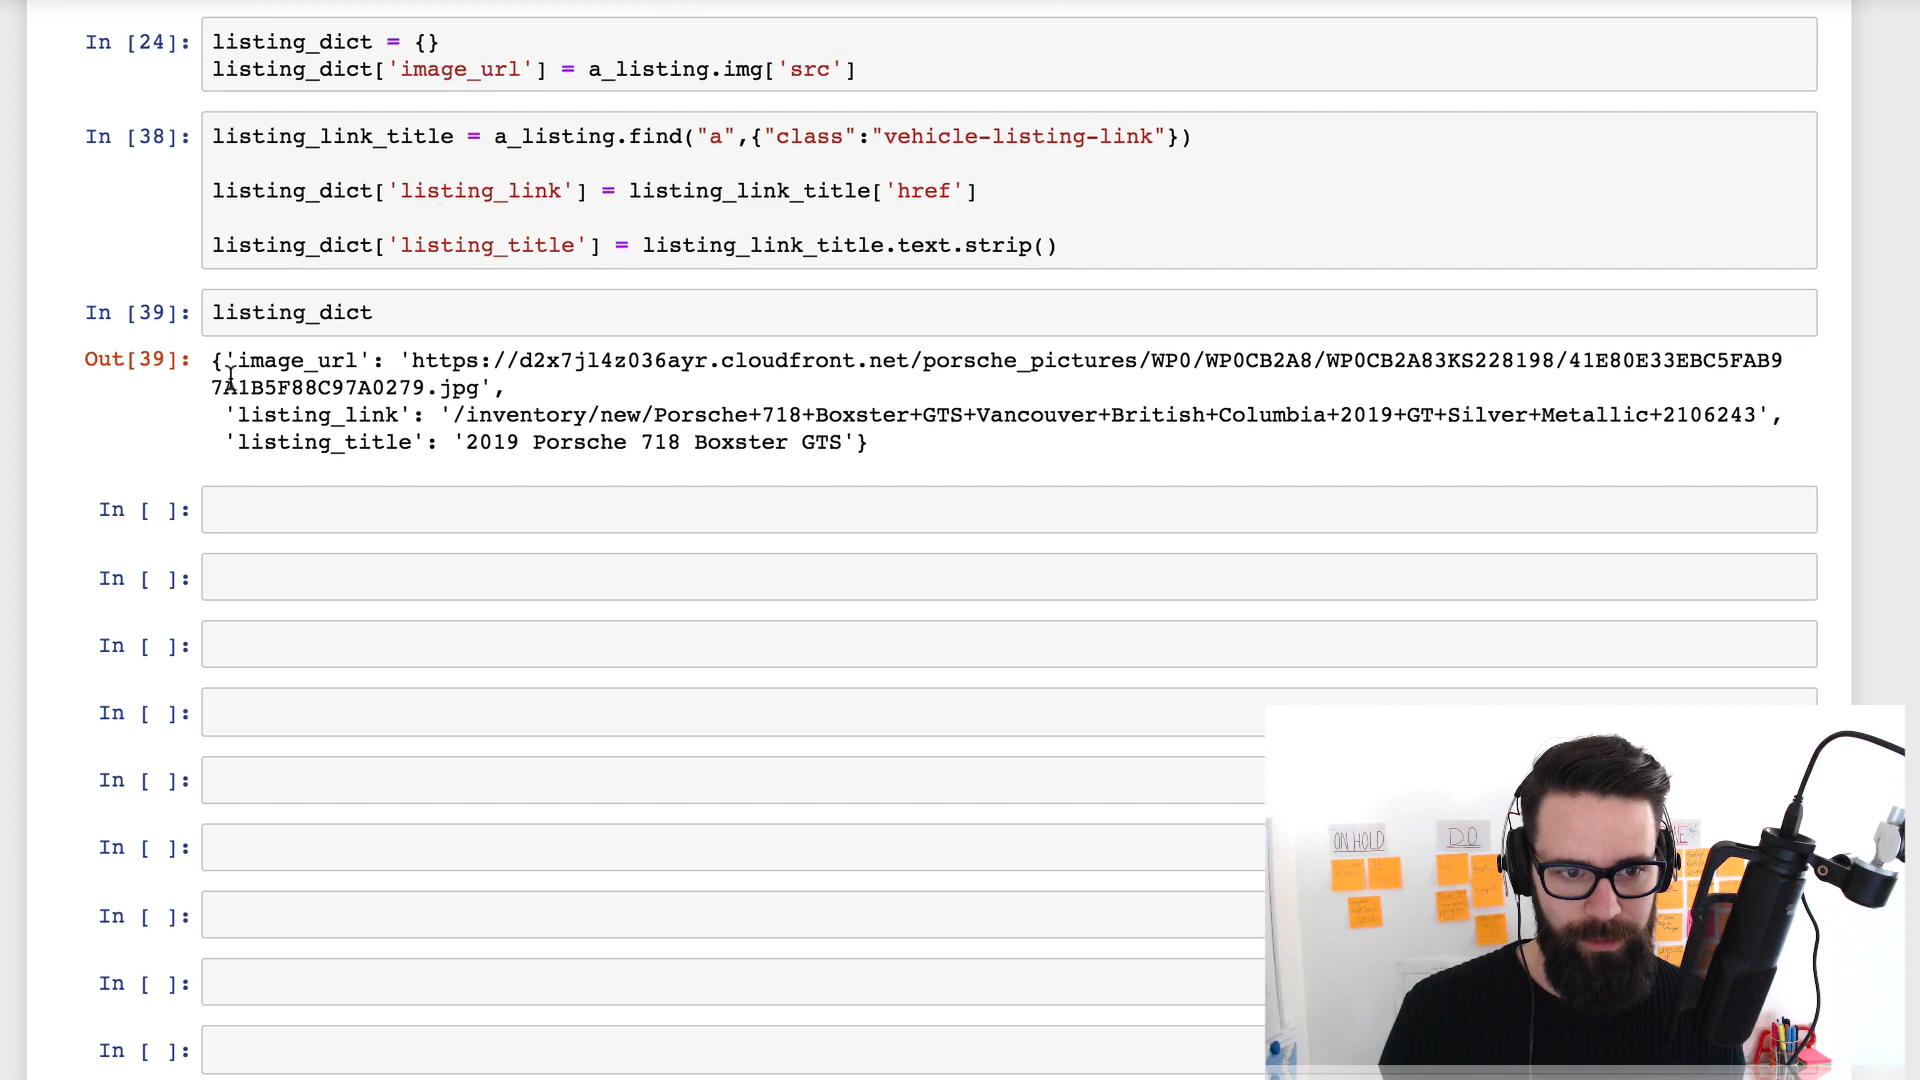 In [24]:
listing_dict = {}
listing_dict['image_url'] = a_listing.img['src']
In [38]:
listing_link_title = a_listing.find("a",{"class":"vehicle-listing-link"})
listing_dict['listing_link'] = listing_link_title['href']
listing_dict['listing_title'] = listing_link_title.text.strip()
In [39]:
listing_dict
Out[39]:
{'image_url': 'https://d2x7jl4z036ayr.cloudfront.net/porsche_pictures/WP0/WP0CB2A8/WP0CB2A83KS228198/41E80E33EBC5FAB9
7A1B5F88C97A0279.jpg',
'listing_link': '/inventory/new/Porsche+718+Boxster+GTS+Vancouver+British+Columbia+2019+GT+Silver+Metallic+2106243',
'listing_title': '2019 Porsche 718 Boxster GTS'}
In [ ]:
In [ ]:
In [ ]:
In [ ]:
In [ ]:
In [ ]:
In [ ]:
In [ ]:
In [ ]:
ON HOLD
DO